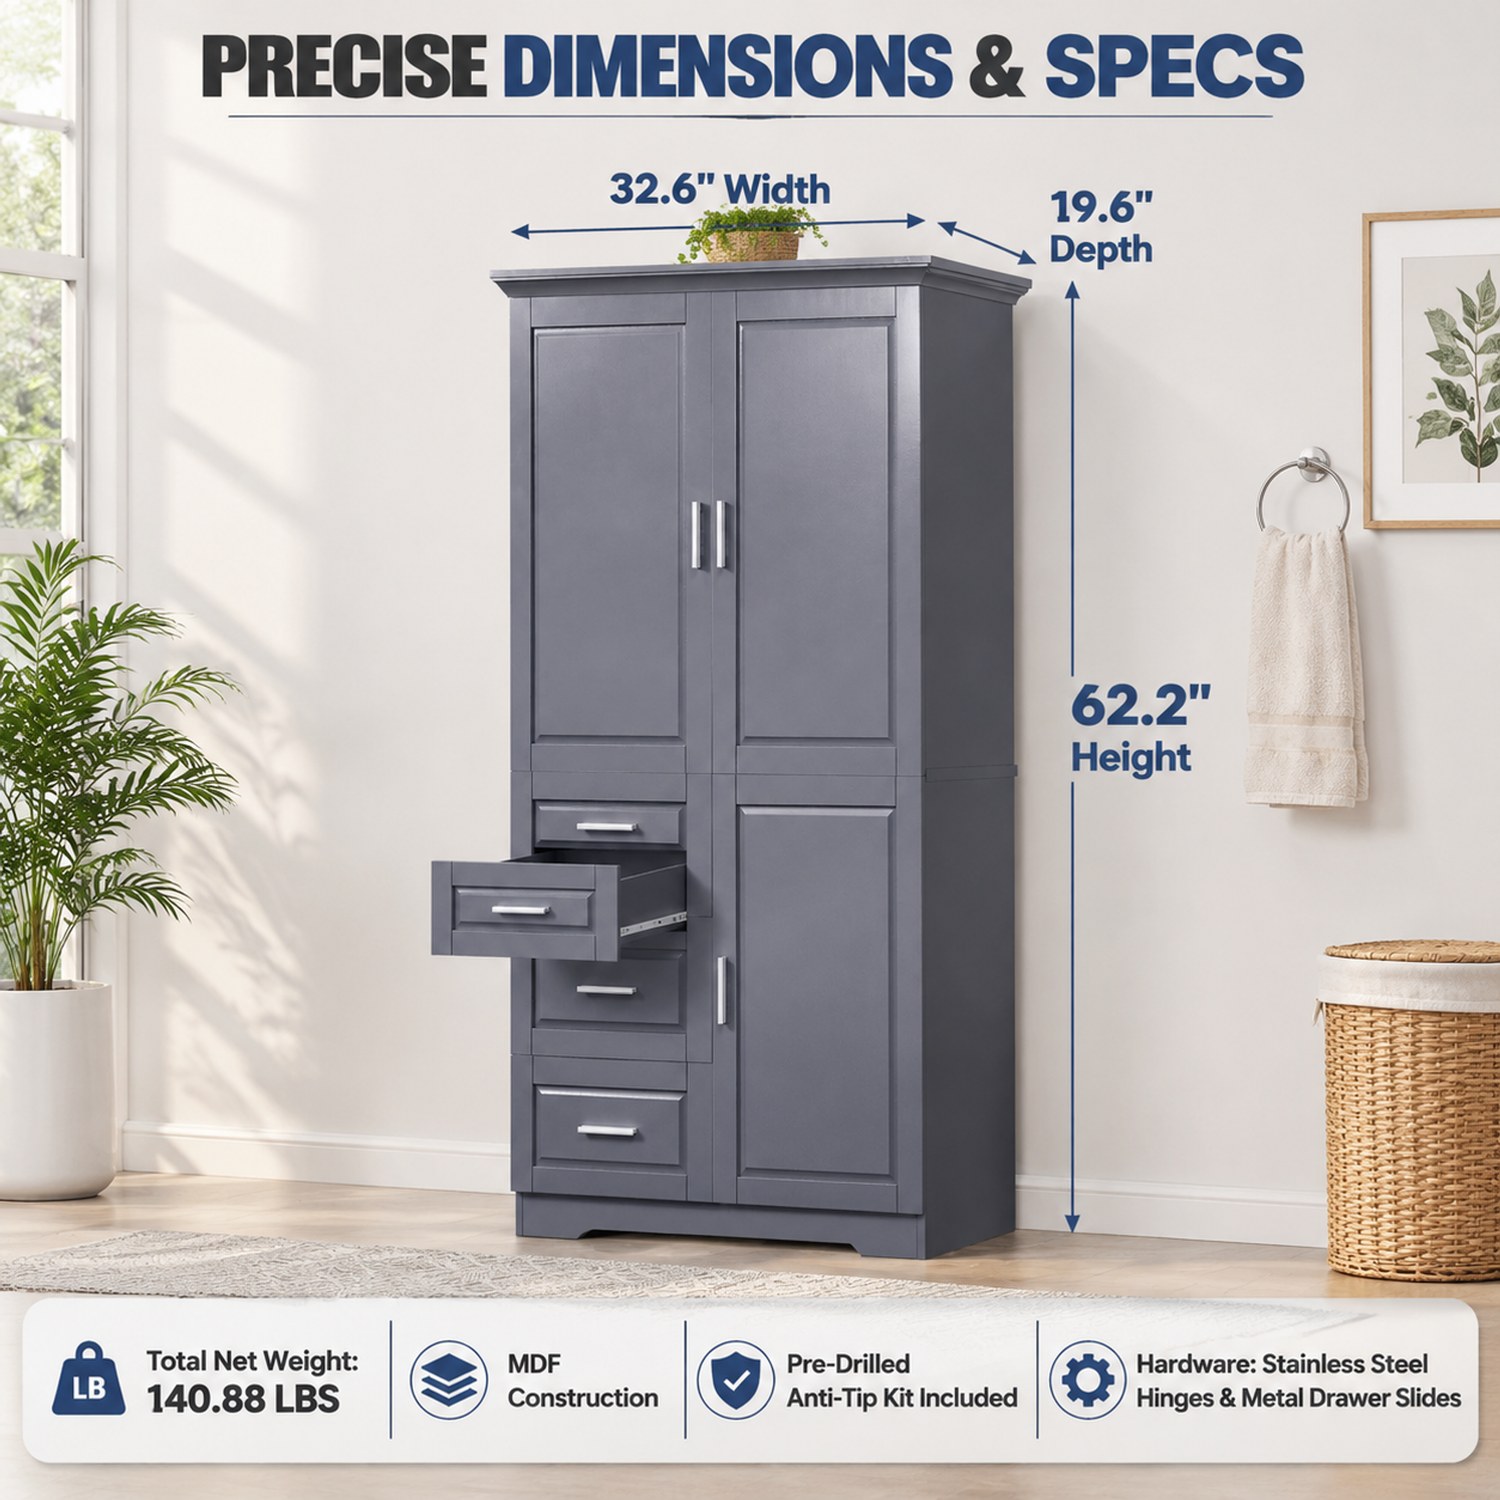 PRECISE DIMENSIONS & SPECS
32.6" Width
19.6"
Depth
62.2"
Height
LB
Total Net Weight:
140.88 LBS
MDF
Construction
Pre-Drilled
Anti-Tip Kit Included
Hardware: Stainless Steel
Hinges & Metal Drawer Slides